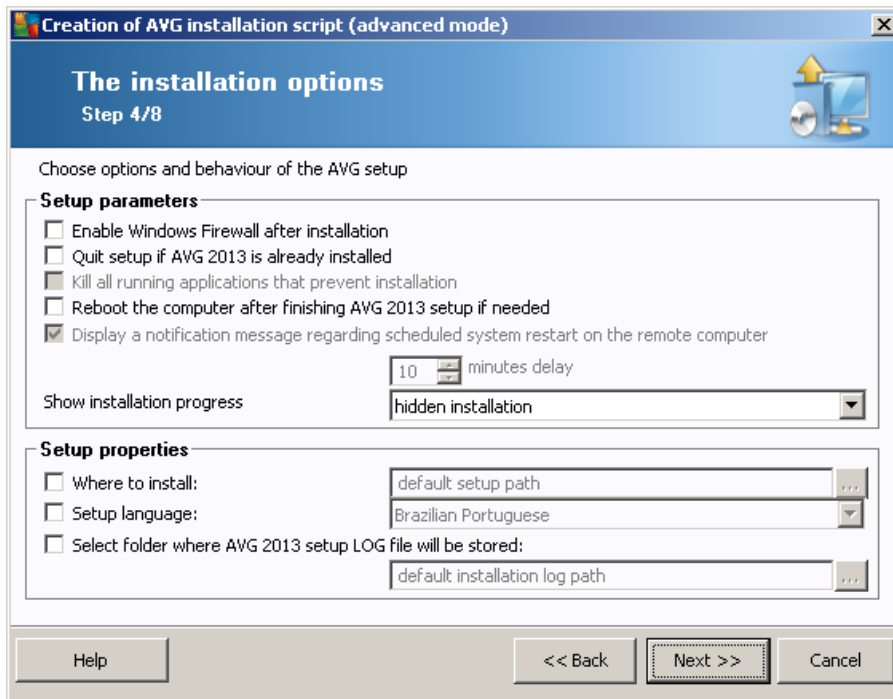 Creation of AVG installation script (advanced mode)
The installation options
Step 4/8
Choose options and behaviour of the AVG setup
Setup parameters
Enable Windows Firewall after installation
Quit setup if AVG 2013 is already installed
Kill all running applications that prevent installation
Reboot the computer after finishing AVG 2013 setup if needed
Display a notification message regarding scheduled system restart on the remote computer
10 minutes delay
Show installation progress hidden installation
Setup properties
Where to install: default setup path ...
Setup language: Brazilian Portuguese
Select folder where AVG 2013 setup LOG file will be stored:
default installation log path ...
Help << Back Next >> Cancel